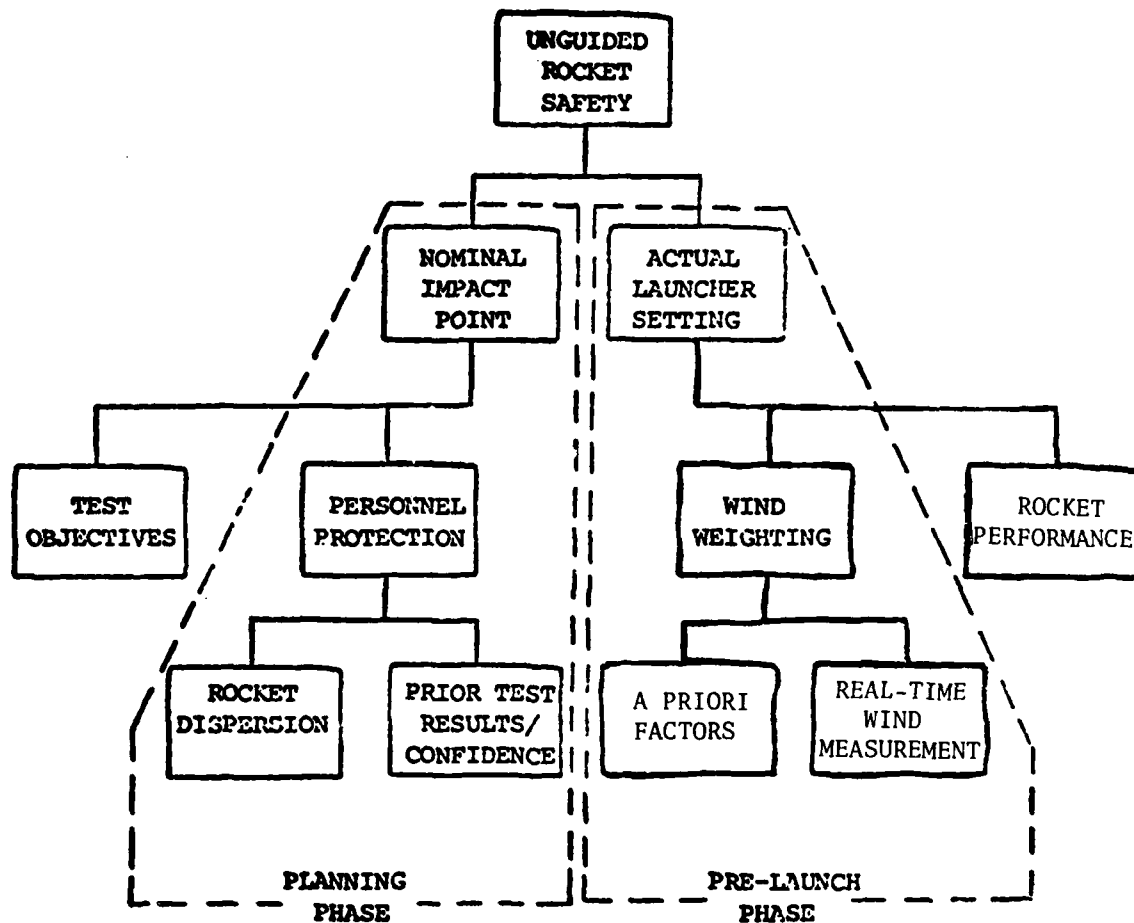 UNGUIDED
ROCKET
SAFETY
NOMINAL
IMPACT
POINT
ACTUAL
LAUNCHER
SETTING
TEST
OBJECTIVES
PERSONNEL
PROTECTION
WIND
WEIGHTING
ROCKET
PERFORMANCE
ROCKET
DISPERSION
PRIOR TEST
RESULTS/
CONFIDENCE
A PRIORI
FACTORS
REAL-TIME
WIND
MEASUREMENT
PLANNING
PHASE
PRE-LAUNCH
PHASE